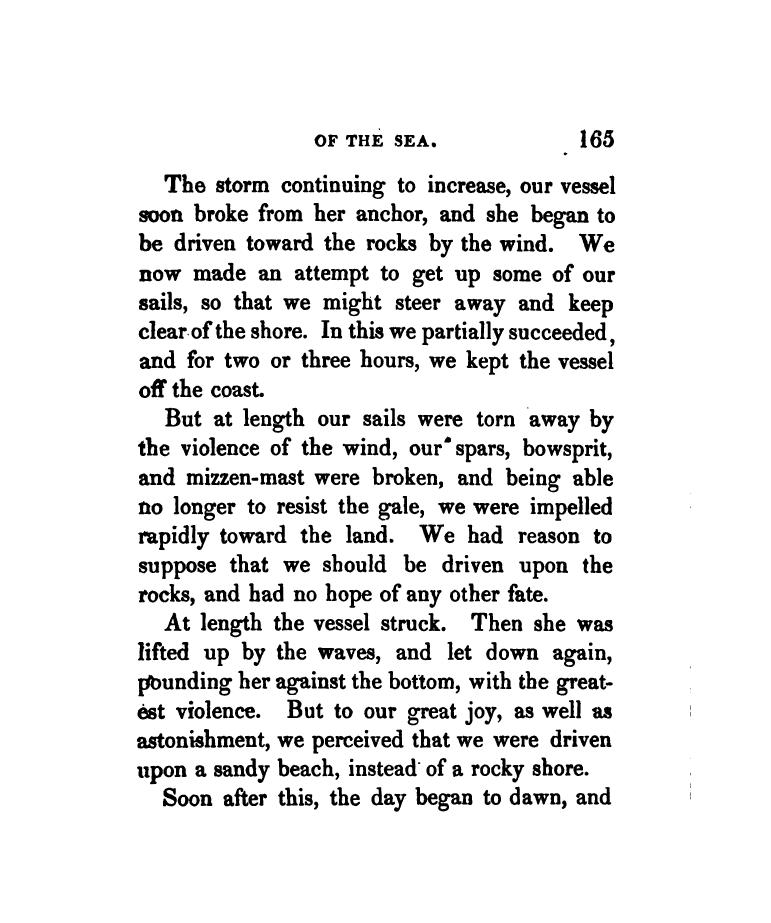 OF THE SEA. 165
The storm continuing to increase, our vessel
soon broke from her anchor, and she began to
be driven toward the rocks by the wind. We
now made an attempt to get up some of our
sails, so that we might steer away and keep
clear of the shore. In this we partially succeeded,
and for two or three hours, we kept the vessel
off the coast.
But at length our sails were torn away by
the violence of the wind, our spars, bowsprit,
and mizzen-mast were broken, and being able
no longer to resist the gale, we were impelled
rapidly toward the land. We had reason to
suppose that we should be driven upon the
rocks, and had no hope of any other fate.
At length the vessel struck. Then she was
lifted up by the waves, and let down again,
pounding her against the bottom, with the great-
est violence. But to our great joy, as well as
astonishment, we perceived that we were driven
upon a sandy beach, instead of a rocky shore.
Soon after this, the day began to dawn, and